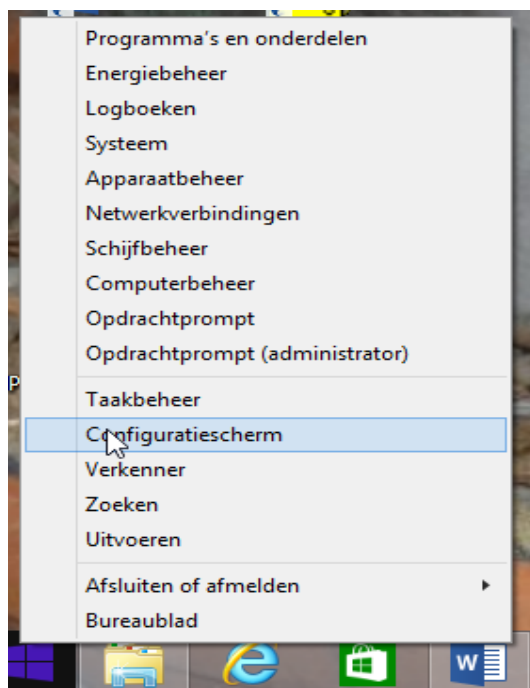 Programma's en onderdelen
Energiebeheer
Logboeken
Systeem
Apparaatbeheer
Netwerkverbindingen
Schijfbeheer
Computerbeheer
Opdrachtprompt
Opdrachtprompt (administrator)
P
Taakbeheer
Configuratiescherm
Verkenner
Zoeken
Uitvoeren
Afsluiten of afmelden
Bureaublad
W